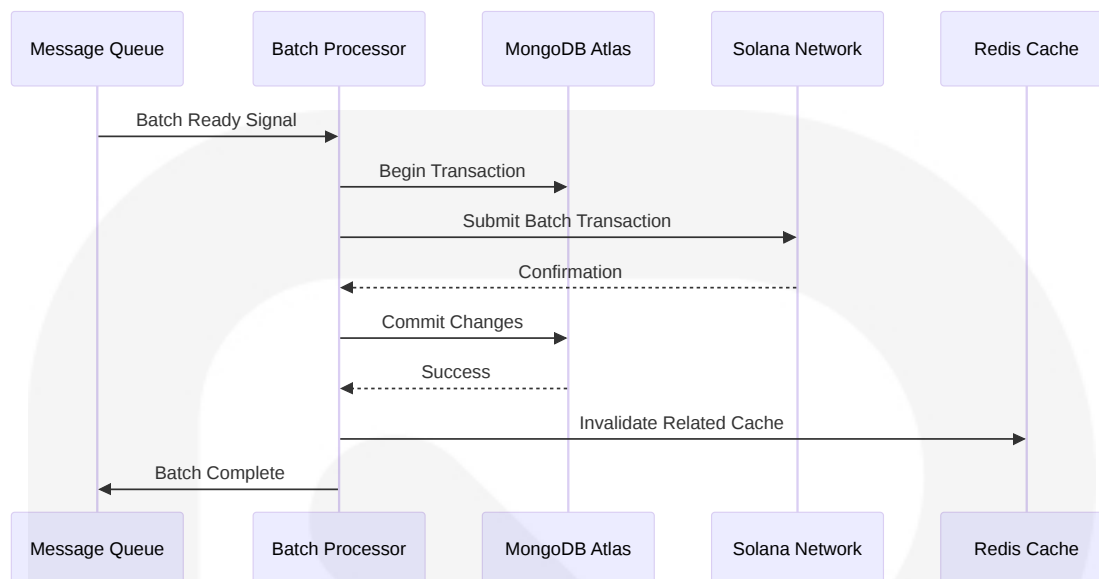 Message Queue
Batch Processor
MongoDB Atlas
Solana Network
Redis Cache
Batch Ready Signal
Begin Transaction
Submit Batch Transaction
Confirmation
Commit Changes
Success
Invalidate Related Cache
Batch Complete
Message Queue
Batch Processor
MongoDB Atlas
Solana Network
Redis Cache